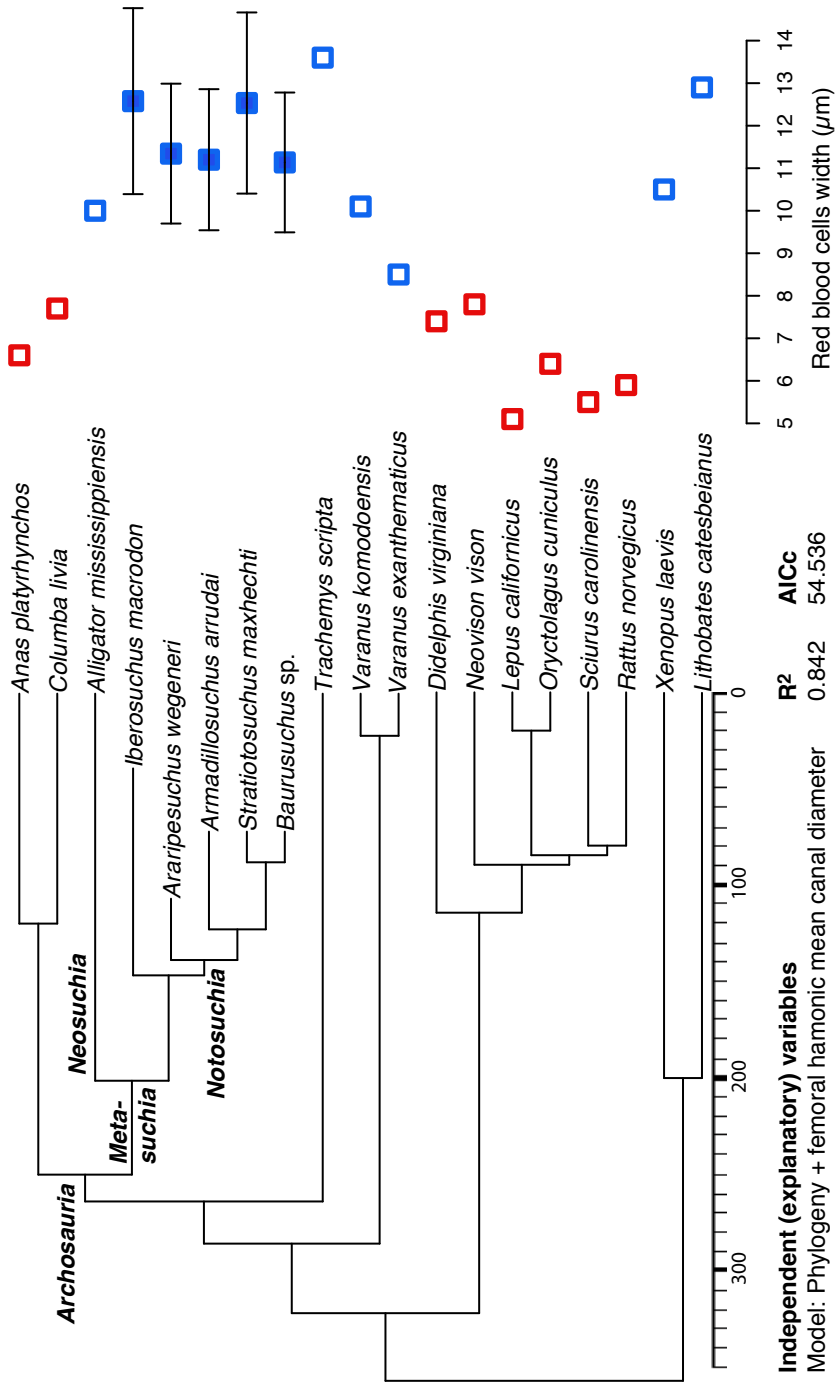 Anas platyrhynchos
Columba livia
Alligator mississippiensis
Iberosuchus macrodon
Araripesuchus wegeneri
Armadillosuchus arrudai
Stratiotosuchus maxhechti
Baurusuchus sp.
Trachemys scripta
Varanus komodoensis
Varanus exanthematicus
Didelphis virginiana
Neovison vison
Lepus californicus
Oryctolagus cuniculus
Sciurus carolinensis
Rattus norvegicus
Xenopus laevis
Lithobates catesbeianus
Archosauria
Meta-
suchia
Neosuchia
Notosuchia
300 200 100 0
5 6 7 8 9 10 11 12 13 14
Red blood cells width (µm)
Independent (explanatory) variables R² AICc
Model: Phylogeny + femoral hamonic mean canal diameter 0.842 54.536